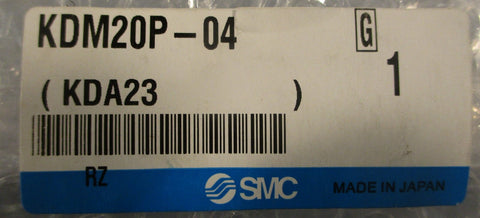 KDM20P-04 G
1
( KDA23 )
RZ
SMC MADE IN JAPAN